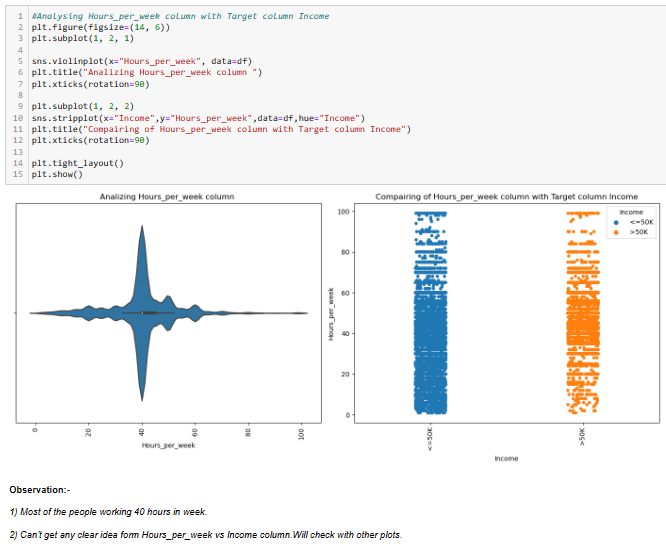 1 #Analysing Hours_per_week column with Target column Income
2 plt.figure(figsize=(14, 6))
3 plt.subplot(1, 2, 1)
4
5 sns.violinplot(x="Hours_per_week", data=df)
6 plt.title("Analizing Hours_per_week column ")
7 plt.xticks(rotation=90)
8
9 plt.subplot(1, 2, 2)
10 sns.stripplot(x="Income",y="Hours_per_week",data=df,hue="Income")
11 plt.title("Compairing of Hours_per_week column with Target column Income")
12 plt.xticks(rotation=90)
13
14 plt.tight_layout()
15 plt.show()
Analizing Hours_per_week column
0 20 40 60 80 100
Hours_per_week
Compairing of Hours_per_week column with Target column Income
Income
<=50K
>50K
100
80
60
40
20
0
Hours_per_week
<=50K >50K
Income
Observation:-
1) Most of the people working 40 hours in week.
2) Can't get any clear idea form Hours_per_week vs Income column.Will check with other plots.